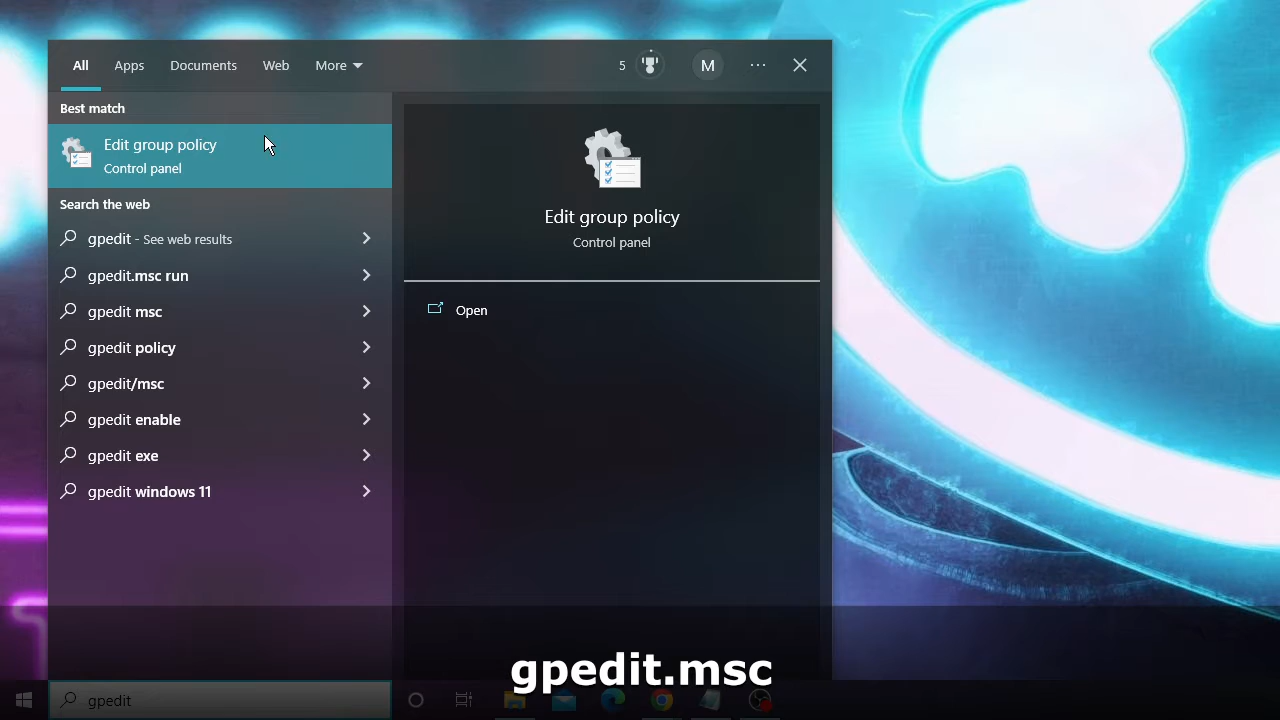 All Apps Documents Web More 5 M ...
Best match
Edit group policy
Control panel
Search the web
gpedit - See web results
gpedit.msc run
gpedit msc
gpedit policy
gpedit/msc
gpedit enable
gpedit exe
gpedit windows 11
Edit group policy
Control panel
Open
gpedit.msc
gpedit